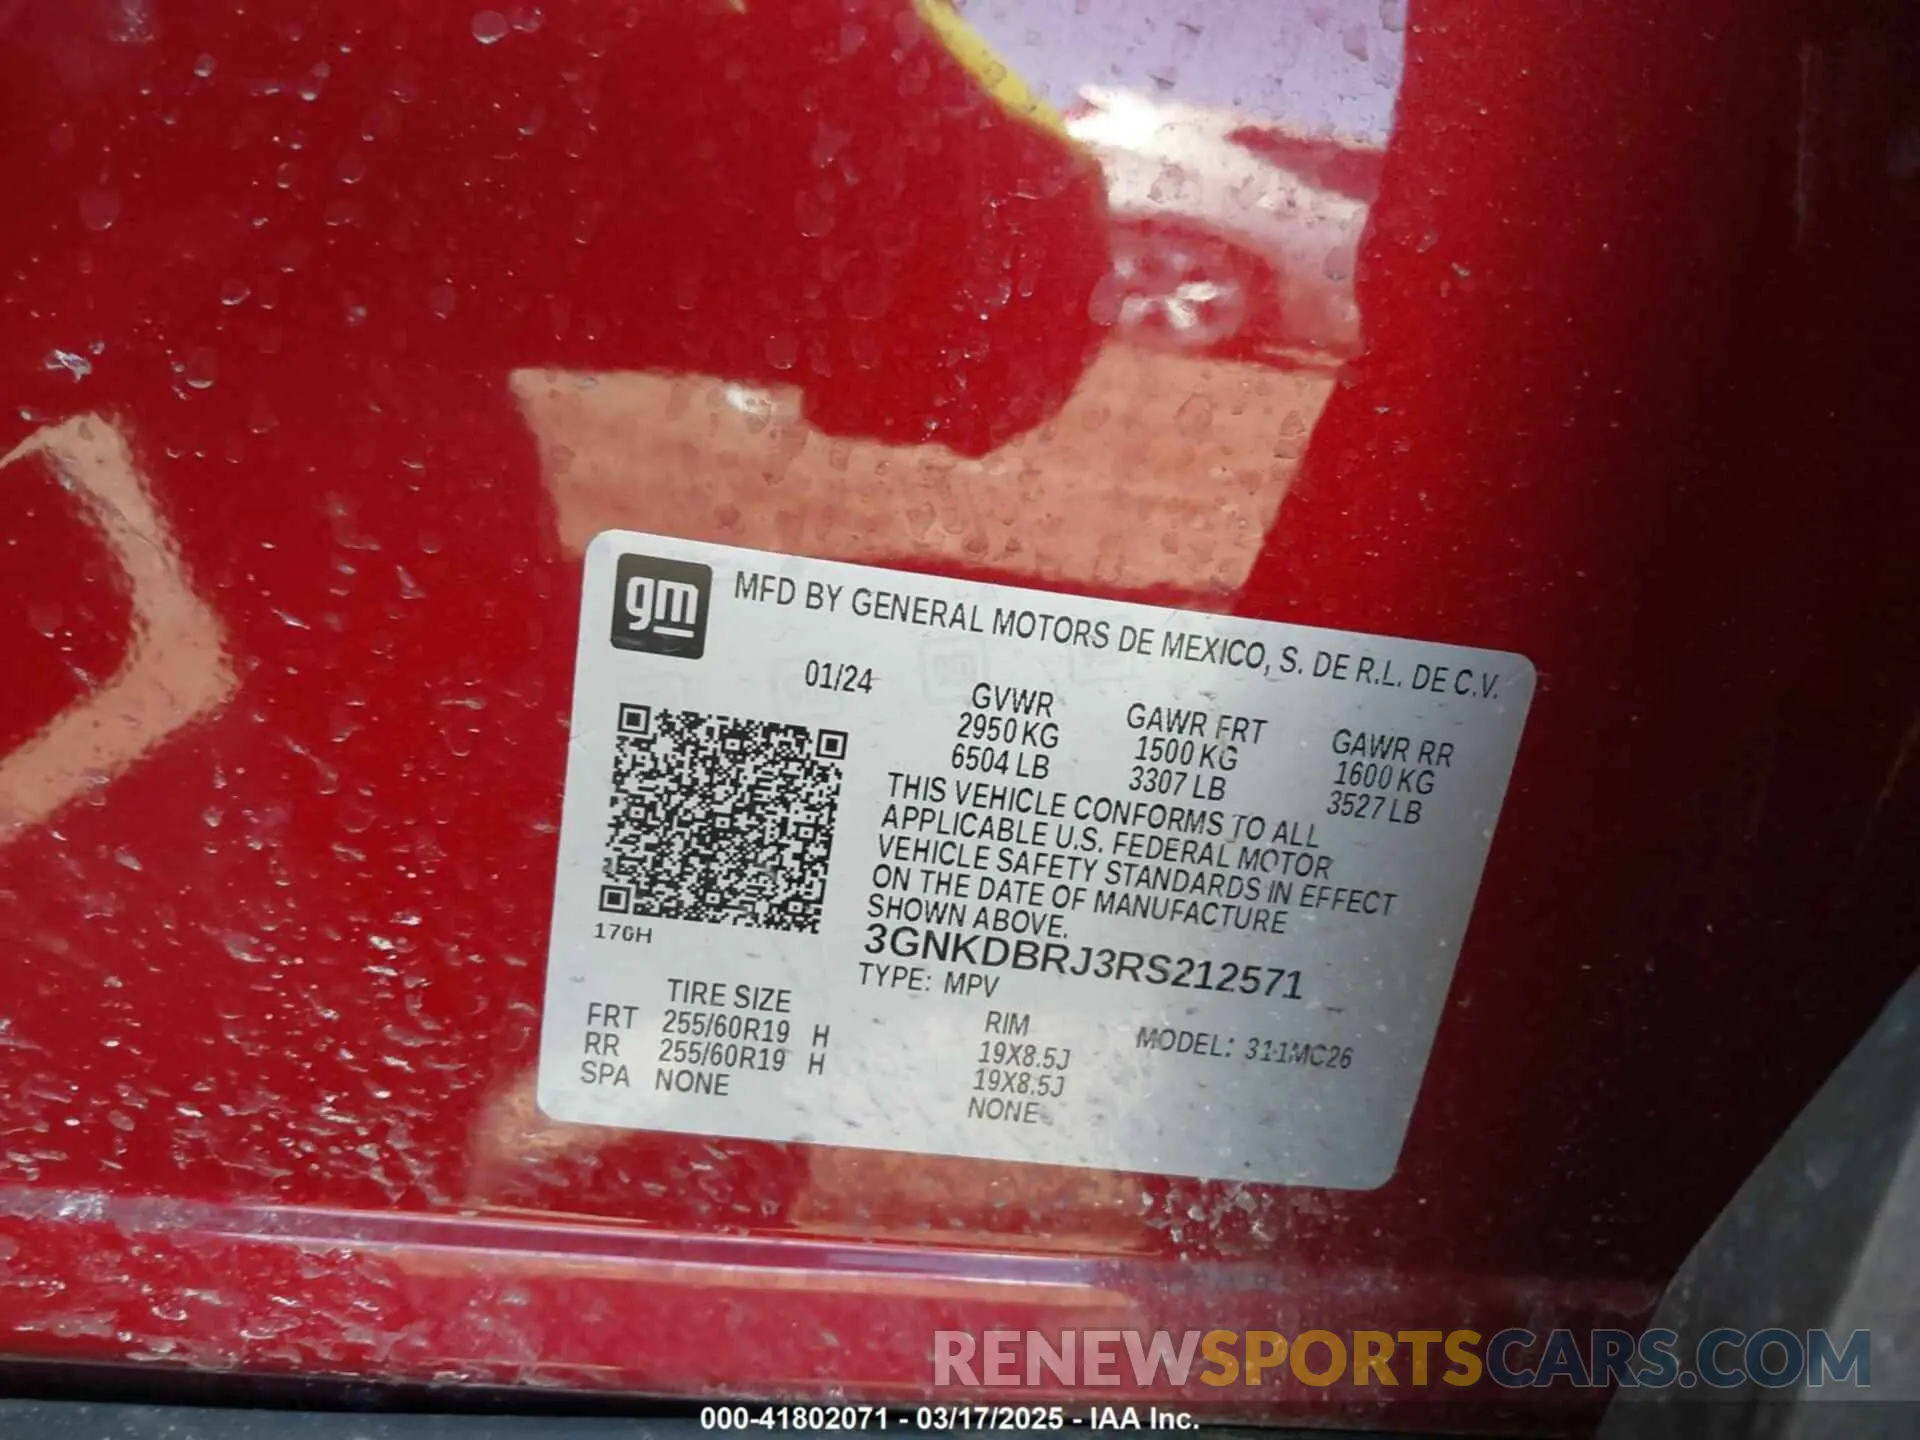 gm MFD BY GENERAL MOTORS DE MEXICO, S. DE R.L. DE C.V.
01/24
GVWR GAWR FRT GAWR RR
2950 KG 1500 KG 1600 KG
6504 LB 3307 LB 3527 LB
THIS VEHICLE CONFORMS TO ALL
APPLICABLE U.S. FEDERAL MOTOR
VEHICLE SAFETY STANDARDS IN EFFECT
ON THE DATE OF MANUFACTURE
SHOWN ABOVE.
176H
3GNKDBRJ3RS212571
TYPE: MPV
MODEL: 311MC26
TIRE SIZE RIM
FRT 255/60R19 H 19X8.5J
RR 255/60R19 H 19X8.5J
SPA NONE NONE
RENEWSPORTSCARS.COM
000-41802071 - 03/17/2025 - IAA Inc.